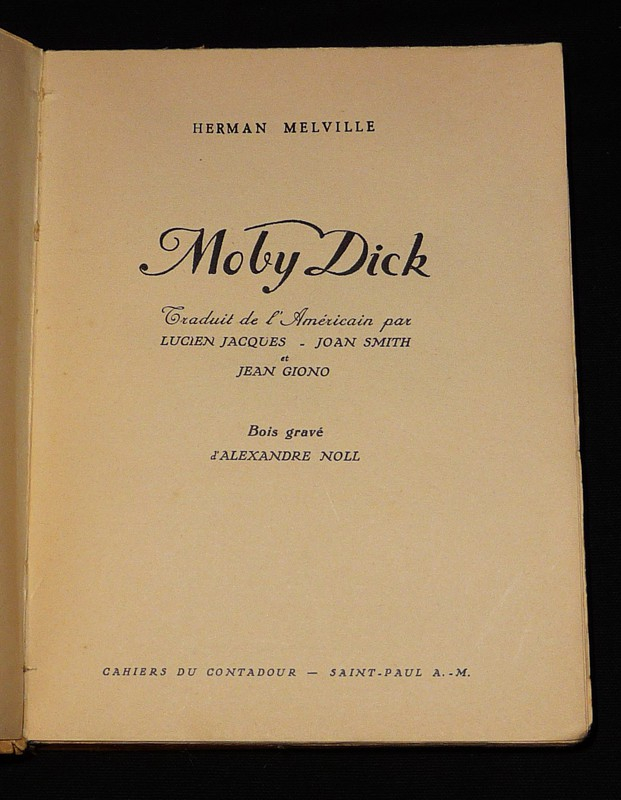 HERMAN MELVILLE
Moby Dick
Traduit de l'Américain par
LUCIEN JACQUES - JOAN SMITH
et
JEAN GIONO
Bois gravé
d'ALEXANDRE NOLL
CAHIERS DU CONTADOUR — SAINT-PAUL A.-M.